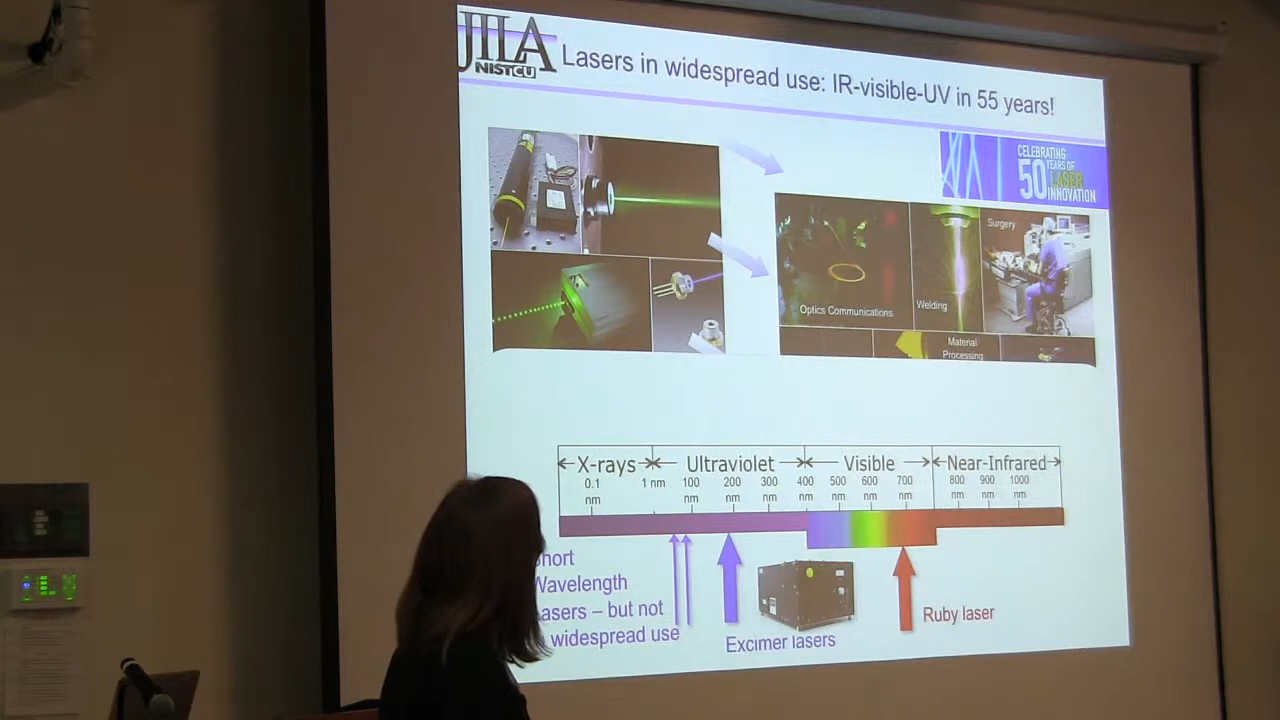 JILA
NIST CU
Lasers in widespread use: IR-visible-UV in 55 years!
CELEBRATING
50 YEARS OF
LASER
INNOVATION
Surgery
Optics Communications
Welding
Material
Processing
X-rays Ultraviolet Visible Near-Infrared
0.1 nm 1 nm 100 nm 200 nm 300 nm 400 nm 500 nm 600 nm 700 nm 800 nm 900 nm 1000 nm
Wavelength
– but not
widespread use
Excimer lasers
Ruby laser